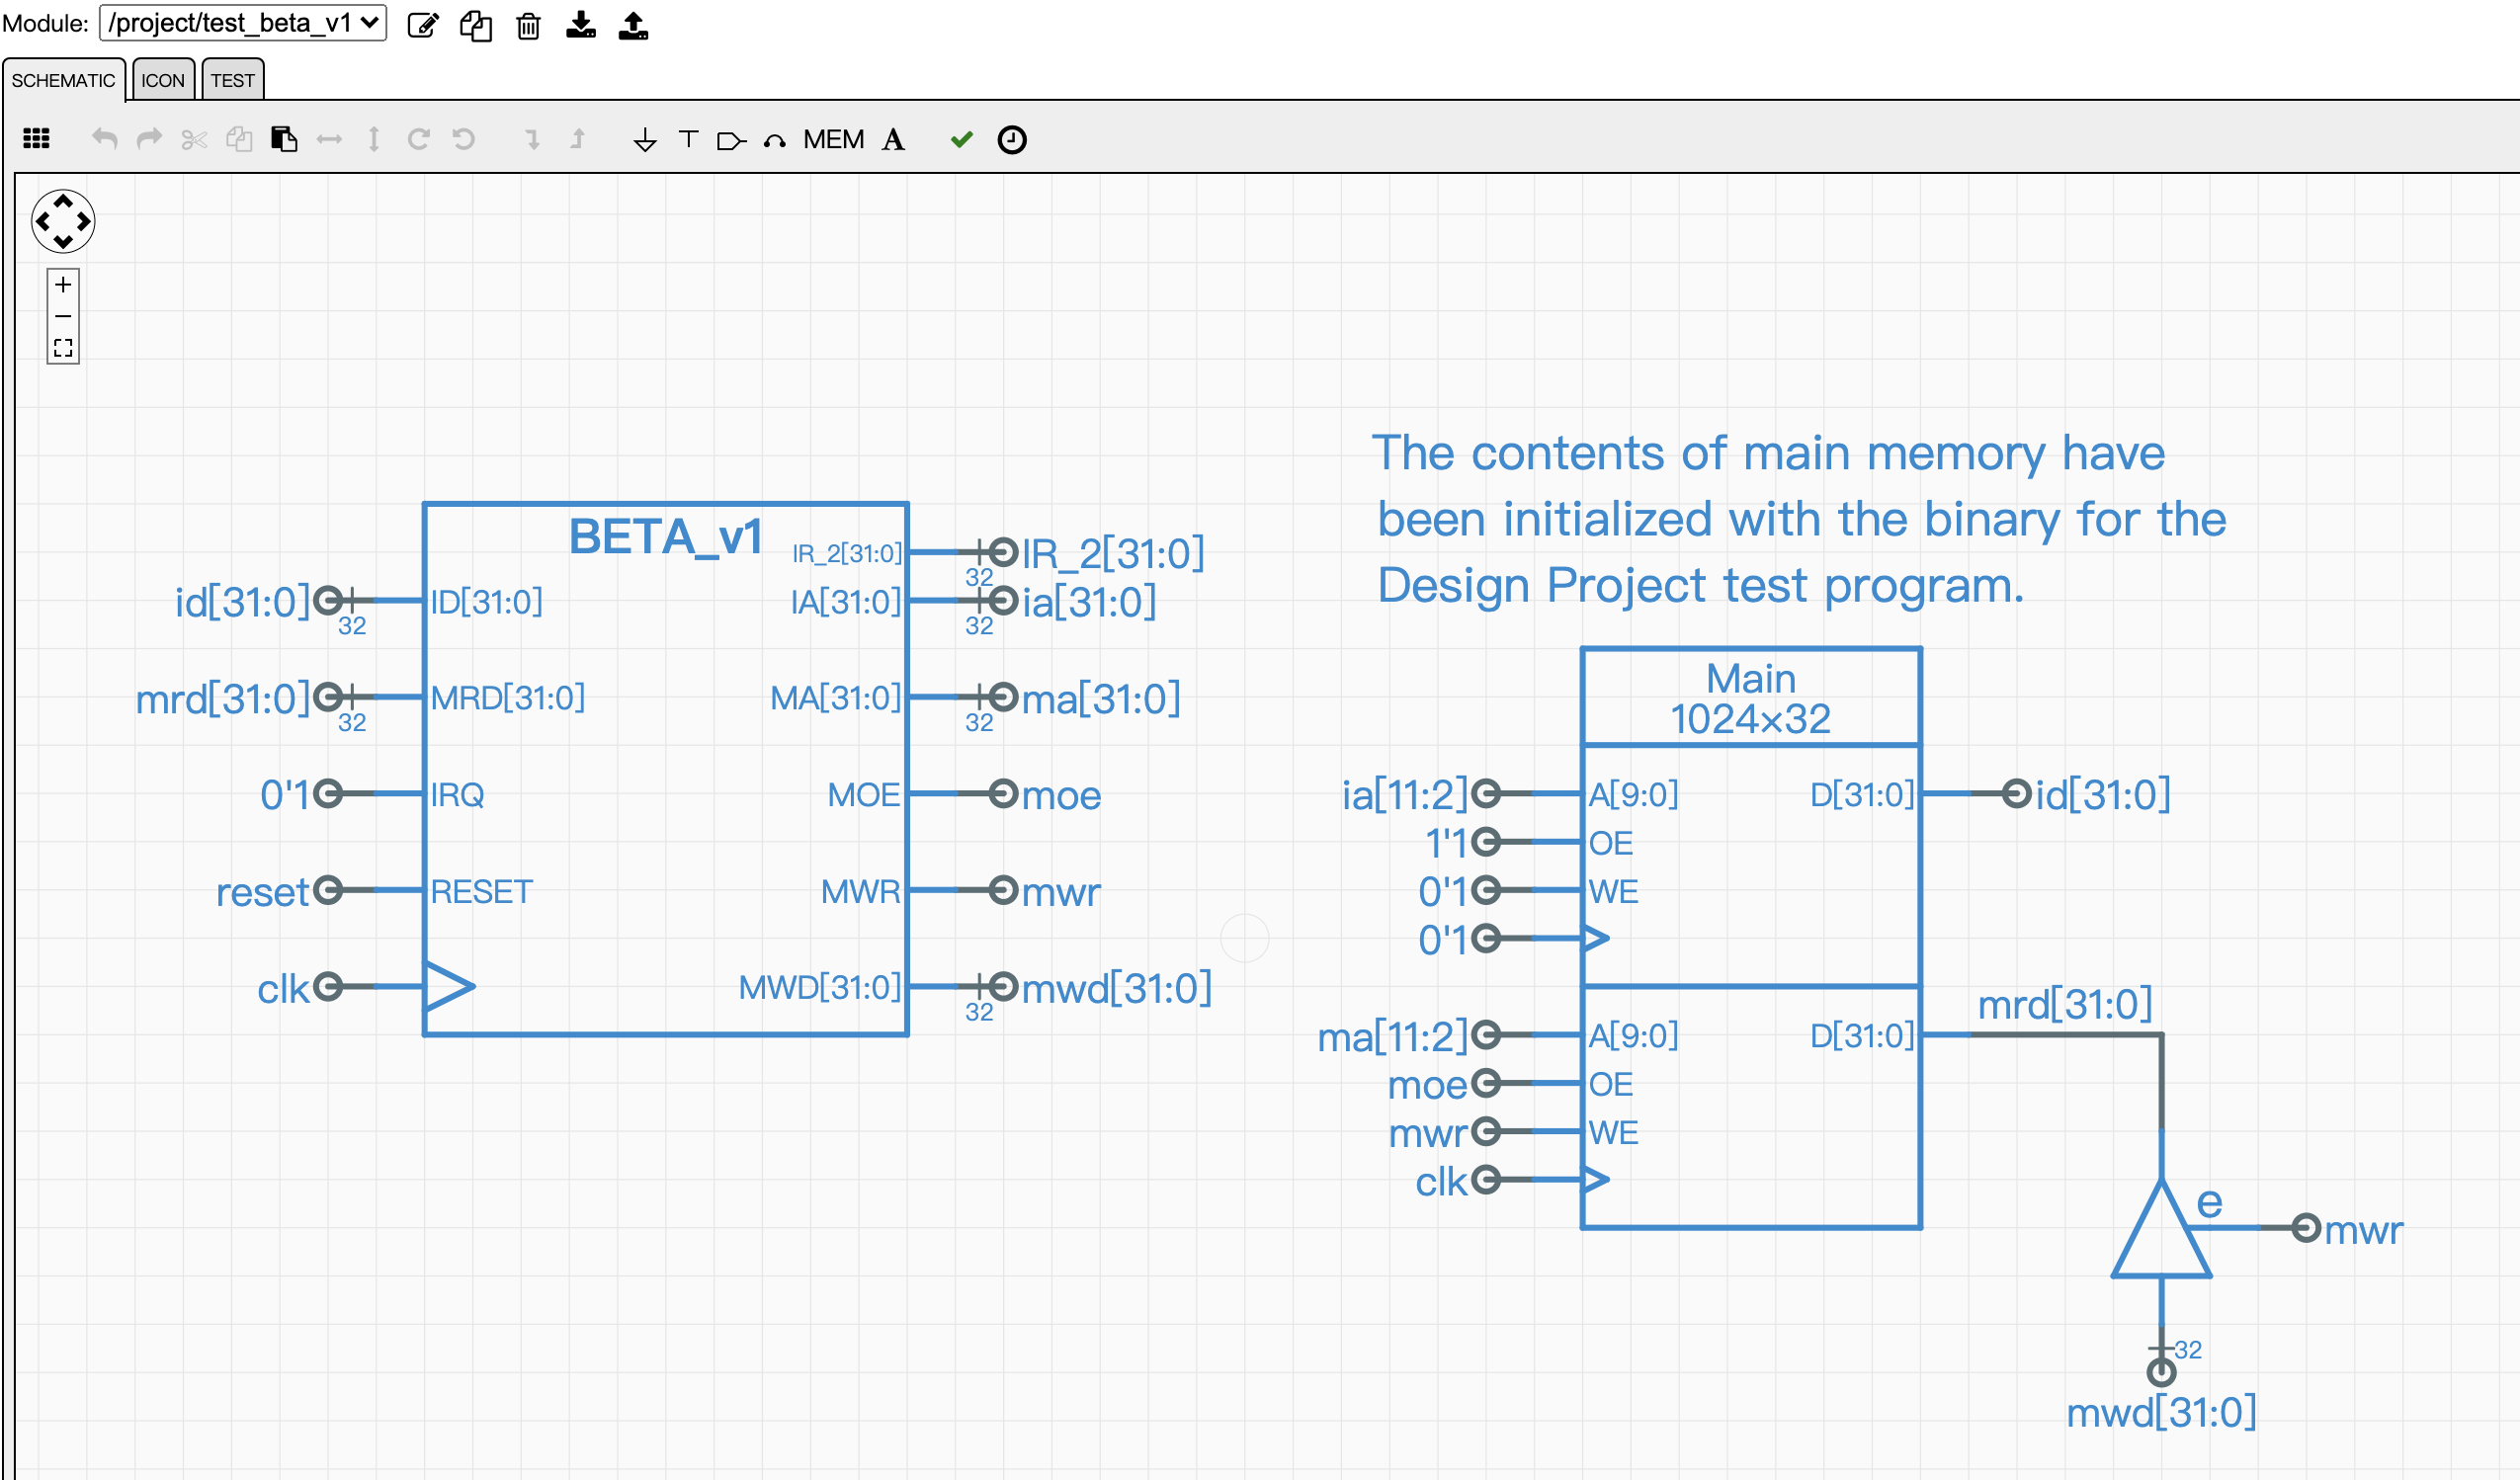 Module: /project/test_beta_v1
SCHEMATIC ICON TEST
MEM A
The contents of main memory have
been initialized with the binary for the
Design Project test program.
BETA_v1
IR_2[31:0] 32 IR_2[31:0]
id[31:0] 32 ID[31:0] IA[31:0] 32 ia[31:0]
mrd[31:0] 32 MRD[31:0] MA[31:0] 32 ma[31:0]
0'1 IRQ MOE moe
reset RESET MWR mwr
clk MWD[31:0] 32 mwd[31:0]
Main
1024×32
ia[11:2] A[9:0] D[31:0] id[31:0]
1'1 OE
0'1 WE
0'1
mrd[31:0]
ma[11:2] A[9:0] D[31:0]
moe OE
mwr WE
clk
e
mwr
32
mwd[31:0]